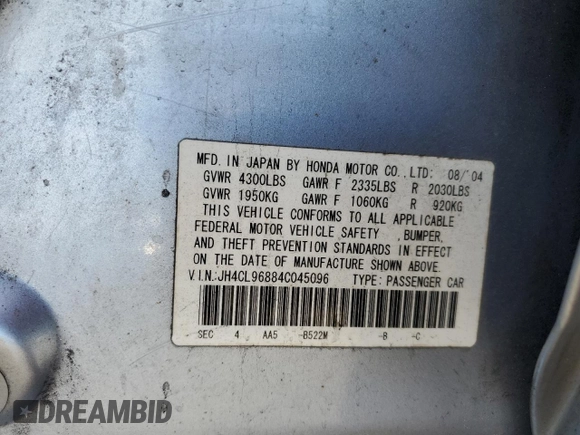 MFD. IN JAPAN BY HONDA MOTOR CO.,LTD: 08/04
GVWR 4300LBS GAWR F 2335LBS R 2030LBS
GVWR 1950KG GAWR F 1060KG R 920KG
THIS VEHICLE CONFORMS TO ALL APPLICABLE
FEDERAL MOTOR VEHICLE SAFETY ,BUMPER,
AND THEFT PREVENTION STANDARDS IN EFFECT
ON THE DATE OF MANUFACTURE SHOWN ABOVE.
V.I.N.:JH4CL96884C045096 TYPE: PASSENGER CAR
SEC 4 AA5 -B522M -8 -C
DREAMBID